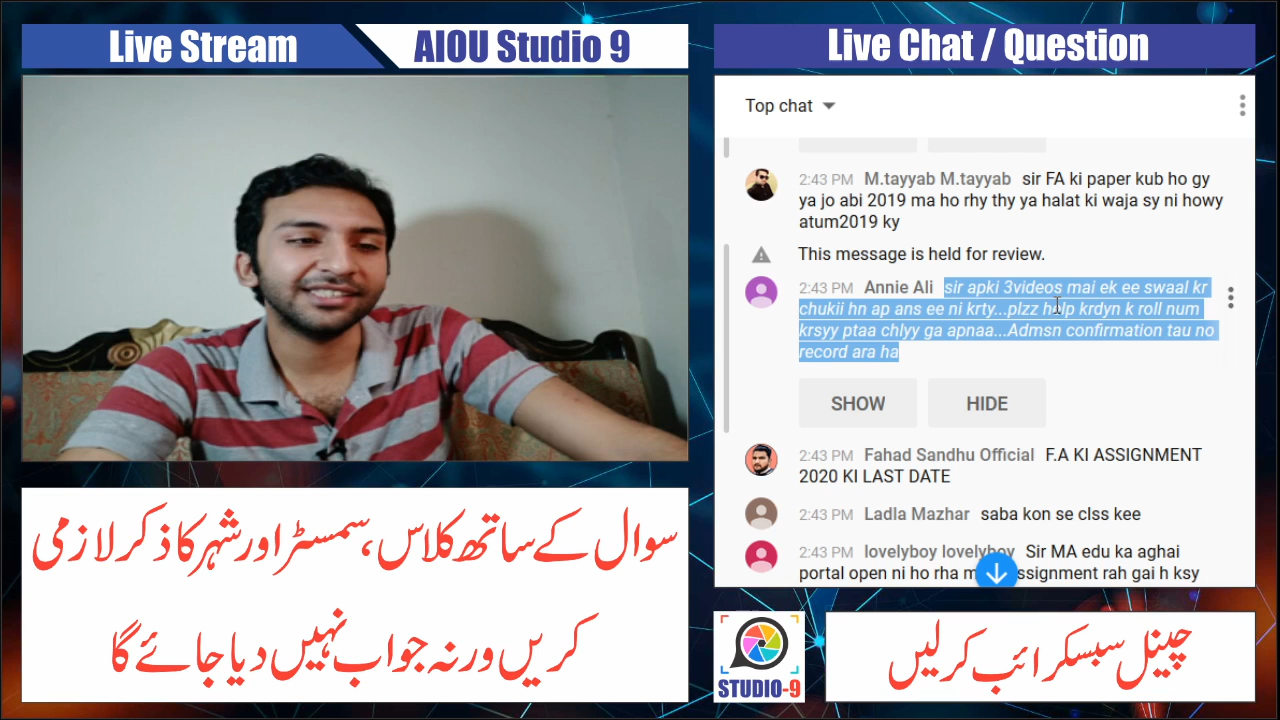 Live Stream
AIOU Studio 9
Live Chat / Question
Top chat
2:43 PM M.tayyab M.tayyab sir FA ki paper kub ho gy
ya jo abi 2019 ma ho rhy thy ya halat ki waja sy ni howy
atum2019 ky
This message is held for review.
2:43 PM Annie Ali sir apki 3videos mai ek ee swaal kr
chukii hn ap ans ee ni krty...plzz help krdyn k roll num
krsyy ptaa chlyy ga apnaa...Admsn confirmation tau no
record ara ha
SHOW HIDE
2:43 PM Fahad Sandhu Official F.A KI ASSIGNMENT
2020 KI LAST DATE
2:43 PM Ladla Mazhar saba kon se clss kee
2:43 PM lovelyboy lovelyboy Sir MA edu ka aghai
portal open ni ho rha ssignment rah gai h ksy
سوال کے ساتھ کلاس، سمسٹر اور شہر کا ذکر لازمی
کریں ورنہ جواب نہیں دیا جائے گا
STUDIO-9
چینل سبسکرائب کر لیں